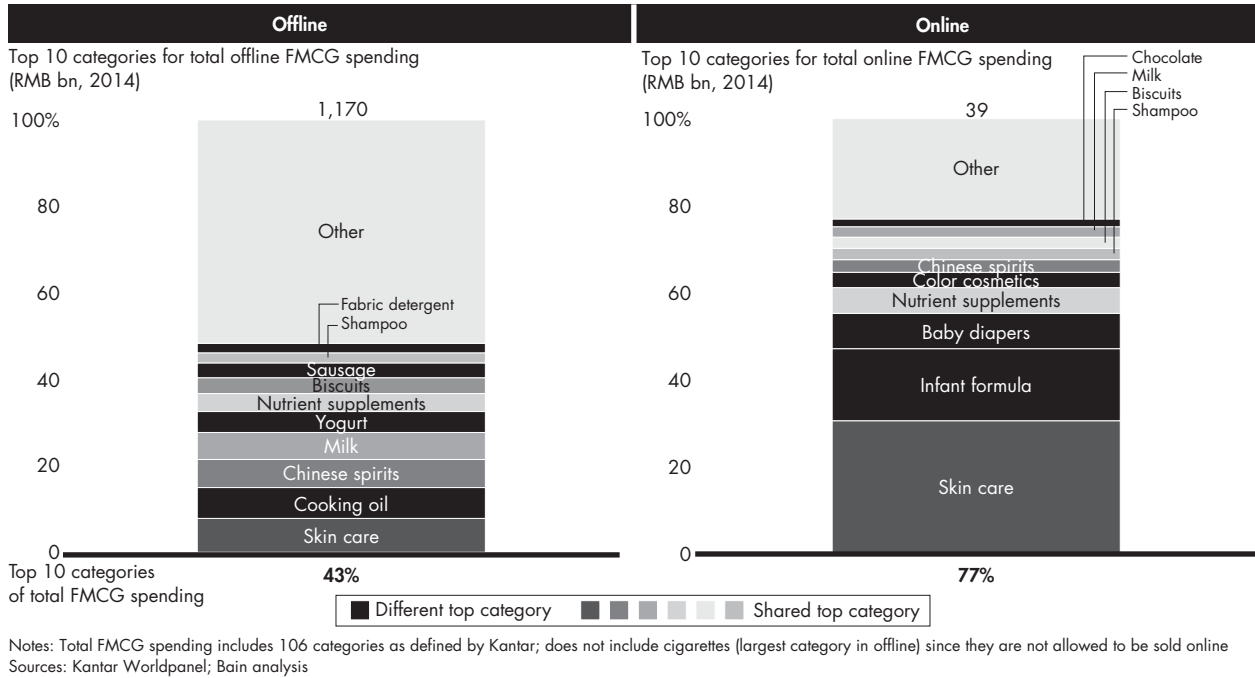 Offline
Top 10 categories for total offline FMCG spending
(RMB bn, 2014)
1,170
100%
80
60
40
20
0
Other
Fabric detergent
Shampoo
Sausage
Biscuits
Nutrient supplements
Yogurt
Milk
Chinese spirits
Cooking oil
Skin care
Online
Top 10 categories for total online FMCG spending
(RMB bn, 2014)
Chocolate
Milk
Biscuits
Shampoo
39
100%
80
60
40
20
0
Other
Chinese spirits
Color cosmetics
Nutrient supplements
Baby diapers
Infant formula
Skin care
Top 10 categories
of total FMCG spending
43%
77%
Different top category
Shared top category
Notes: Total FMCG spending includes 106 categories as defined by Kantar; does not include cigarettes (largest category in offline) since they are not allowed to be sold online
Sources: Kantar Worldpanel; Bain analysis